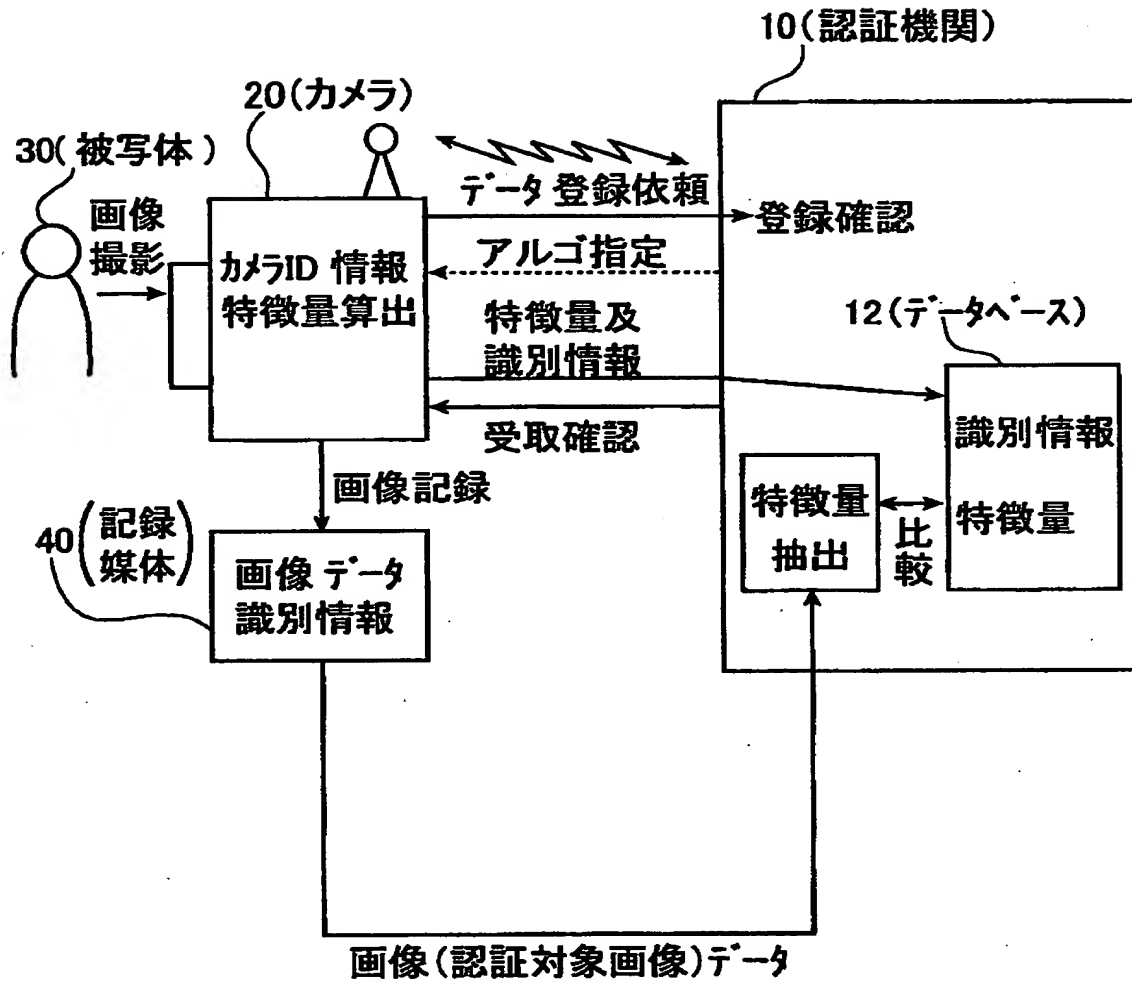 10(認証機関)
20(カメラ)
30(被写体)
画像
撮影
カメラID 情報
特徴量算出
データ登録依頼
登録確認
アルゴ指定
特徴量及
識別情報
受取確認
12(データベース)
識別情報
特徴量
特徴量
抽出
比
較
画像記録
40(記録
媒体)
画像データ
識別情報
画像(認証対象画像)データ